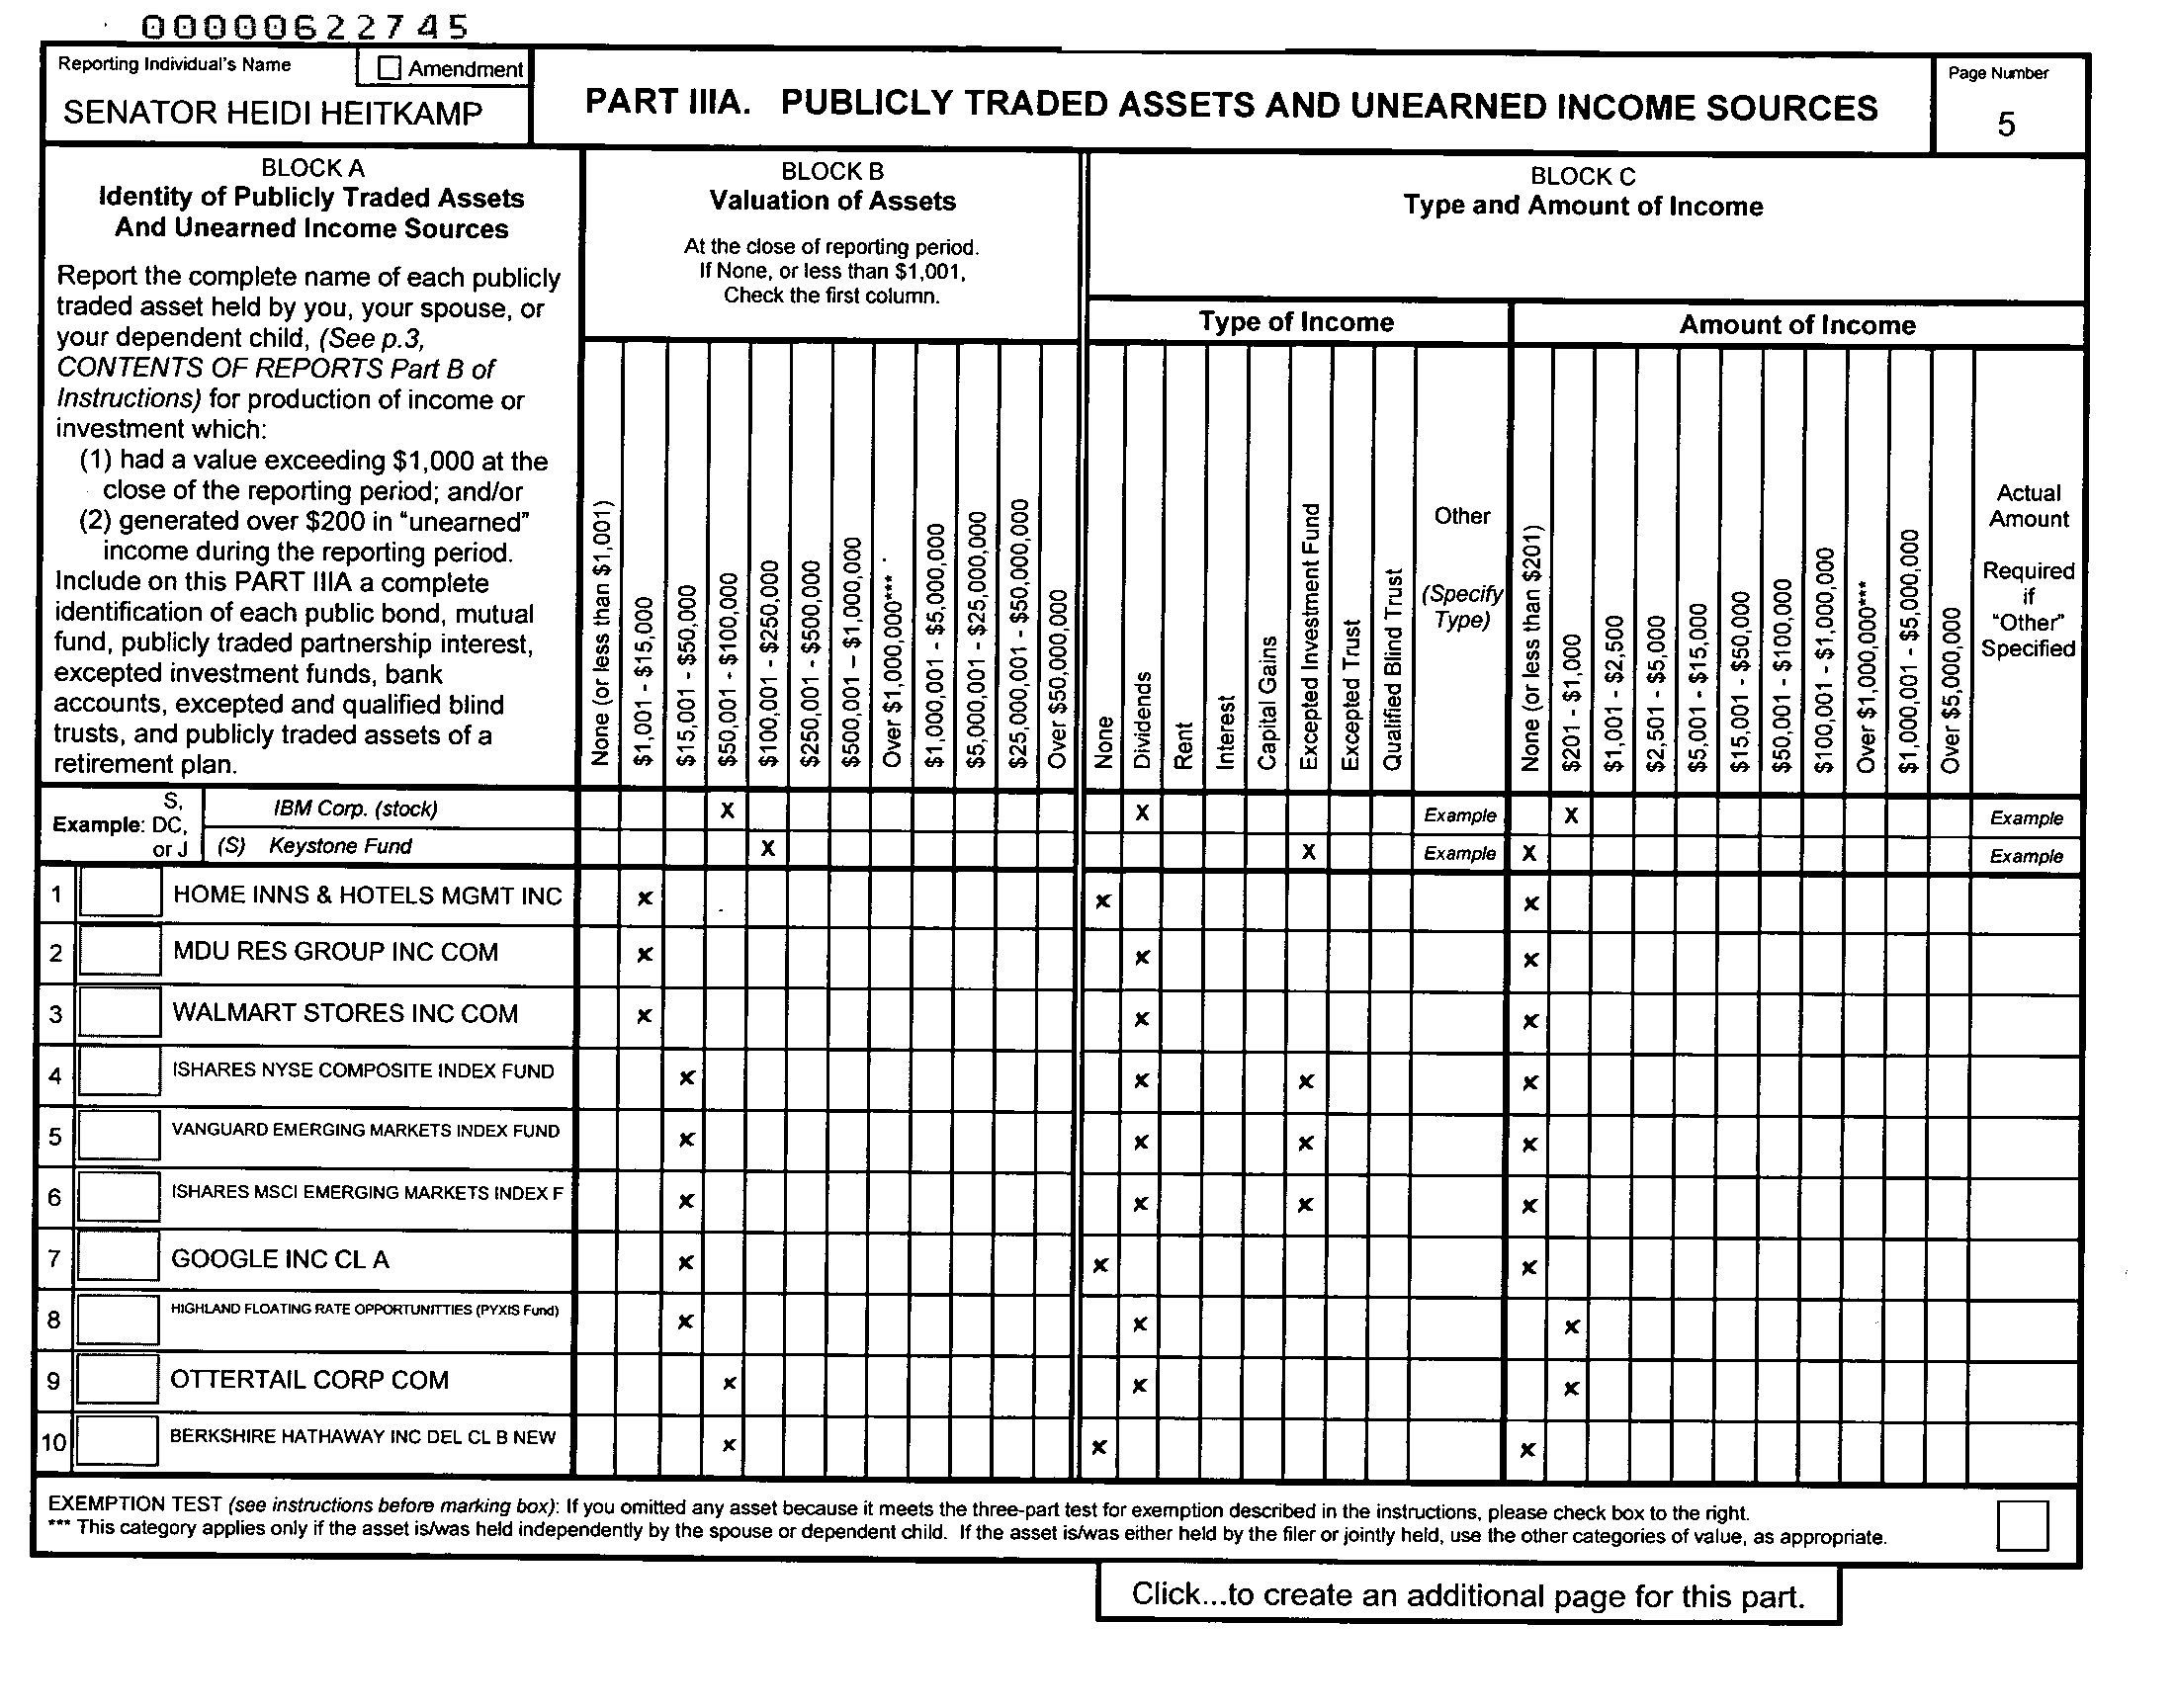 00000622745
Reporting Individual's Name
Amendment
SENATOR HEIDI HEITKAMP
PART IIIA. PUBLICLY TRADED ASSETS AND UNEARNED INCOME SOURCES
Page Number
5
BLOCK A
Identity of Publicly Traded Assets
And Unearned Income Sources
Report the complete name of each publicly
traded asset held by you, your spouse, or
your dependent child, (See p.3,
CONTENTS OF REPORTS Part B of
Instructions) for production of income or
investment which:
(1) had a value exceeding $1,000 at the
close of the reporting period; and/or
(2) generated over $200 in "unearned"
income during the reporting period.
Include on this PART IIIA a complete
identification of each public bond, mutual
fund, publicly traded partnership interest,
excepted investment funds, bank
accounts, excepted and qualified blind
trusts, and publicly traded assets of a
retirement plan.
BLOCK B
Valuation of Assets
At the close of reporting period.
If None, or less than $1,001,
Check the first column.
None (or less than $1,001)
$1,001 - $15,000
$15,001 - $50,000
$50,001 - $100,000
$100,001 - $250,000
$250,001 - $500,000
$500,001 – $1,000,000
Over $1,000,000***
$1,000,001 - $5,000,000
$5,000,001 - $25,000,000
$25,000,001 - $50,000,000
Over $50,000,000
BLOCK C
Type and Amount of Income
Type of Income
None
Dividends
Rent
Interest
Capital Gains
Excepted Investment Fund
Excepted Trust
Qualified Blind Trust
Other
(Specify
Type)
Amount of Income
None (or less than $201)
$201 - $1,000
$1,001 - $2,500
$2,501 - $5,000
$5,001 - $15,000
$15,001 - $50,000
$50,001 - $100,000
$100,001 - $1,000,000
Over $1,000,000***
$1,000,001 - $5,000,000
Over $5,000,000
Actual
Amount
Required
if
"Other"
Specified
Example: S, DC, or J
IBM Corp. (stock) X X Example X Example
(S) Keystone Fund X X Example X Example
1 HOME INNS & HOTELS MGMT INC x x x
2 MDU RES GROUP INC COM x x x
3 WALMART STORES INC COM x x x
4 ISHARES NYSE COMPOSITE INDEX FUND x x x x
5 VANGUARD EMERGING MARKETS INDEX FUND x x x x
6 ISHARES MSCI EMERGING MARKETS INDEX F x x x x
7 GOOGLE INC CL A x x x
8 HIGHLAND FLOATING RATE OPPORTUNITTIES (PYXIS Fund) x x x
9 OTTERTAIL CORP COM x x x
10 BERKSHIRE HATHAWAY INC DEL CL B NEW x x x
EXEMPTION TEST (see instructions before marking box): If you omitted any asset because it meets the three-part test for exemption described in the instructions, please check box to the right.
*** This category applies only if the asset is/was held independently by the spouse or dependent child. If the asset is/was either held by the filer or jointly held, use the other categories of value, as appropriate.
Click...to create an additional page for this part.